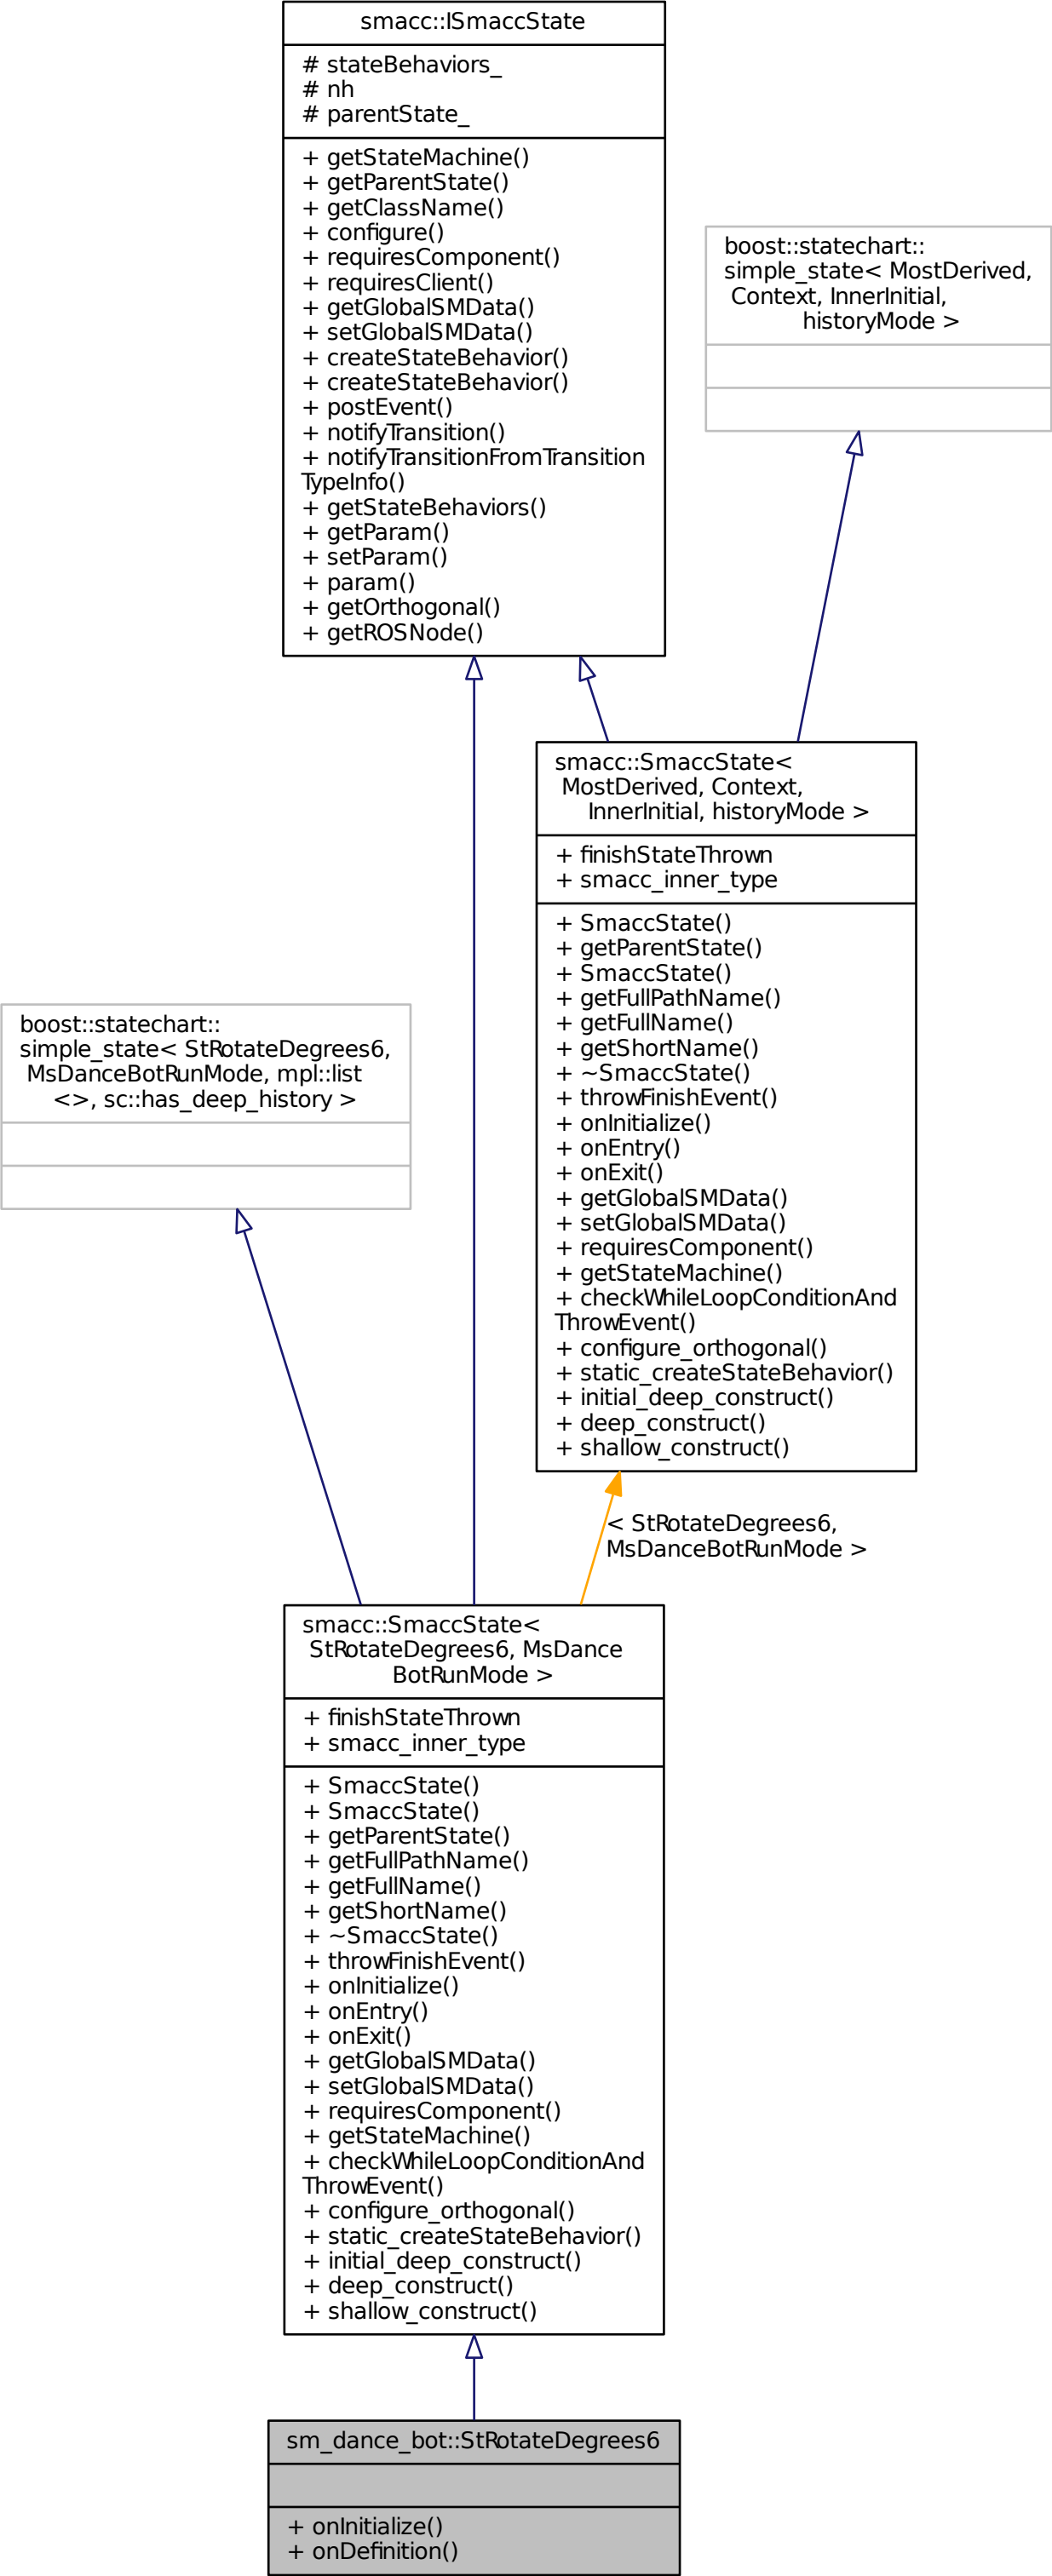 smacc::ISmaccState
# stateBehaviors_
# nh
# parentState_
+ getStateMachine()
+ getParentState()
+ getClassName()
+ configure()
+ requiresComponent()
+ requiresClient()
+ getGlobalSMData()
+ setGlobalSMData()
+ createStateBehavior()
+ createStateBehavior()
+ postEvent()
+ notifyTransition()
+ notifyTransitionFromTransition
TypeInfo()
+ getStateBehaviors()
+ getParam()
+ setParam()
+ param()
+ getOrthogonal()
+ getROSNode()
boost::statechart::
simple_state< MostDerived,
Context, InnerInitial,
historyMode >
smacc::SmaccState<
MostDerived, Context,
InnerInitial, historyMode >
+ finishStateThrown
+ smacc_inner_type
+ SmaccState()
+ getParentState()
+ SmaccState()
+ getFullPathName()
+ getFullName()
+ getShortName()
+ ~SmaccState()
+ throwFinishEvent()
+ onInitialize()
+ onEntry()
+ onExit()
+ getGlobalSMData()
+ setGlobalSMData()
+ requiresComponent()
+ getStateMachine()
+ checkWhileLoopConditionAnd
ThrowEvent()
+ configure_orthogonal()
+ static_createStateBehavior()
+ initial_deep_construct()
+ deep_construct()
+ shallow_construct()
boost::statechart::
simple_state< StRotateDegrees6,
MsDanceBotRunMode, mpl::list
<>, sc::has_deep_history >
< StRotateDegrees6,
MsDanceBotRunMode >
smacc::SmaccState<
StRotateDegrees6, MsDance
BotRunMode >
+ finishStateThrown
+ smacc_inner_type
+ SmaccState()
+ SmaccState()
+ getParentState()
+ getFullPathName()
+ getFullName()
+ getShortName()
+ ~SmaccState()
+ throwFinishEvent()
+ onInitialize()
+ onEntry()
+ onExit()
+ getGlobalSMData()
+ setGlobalSMData()
+ requiresComponent()
+ getStateMachine()
+ checkWhileLoopConditionAnd
ThrowEvent()
+ configure_orthogonal()
+ static_createStateBehavior()
+ initial_deep_construct()
+ deep_construct()
+ shallow_construct()
sm_dance_bot::StRotateDegrees6
+ onInitialize()
+ onDefinition()